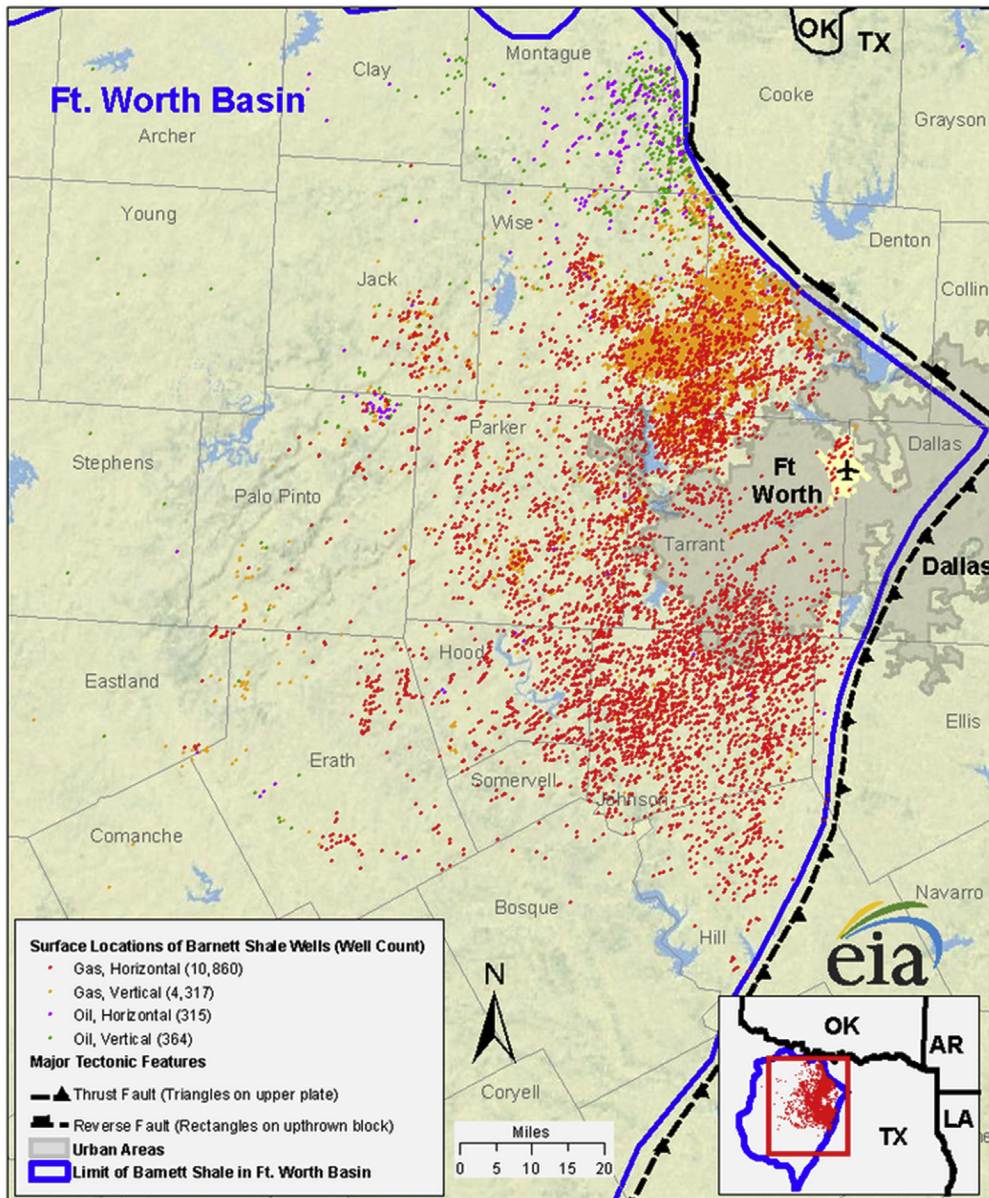 OK
TX
Montague
Clay
Cooke
Ft. Worth Basin
Grayson
Archer
Young
Wise
Denton
Jack
Collin
Parker
Dallas
Stephens
Ft
Worth
Palo Pinto
Tarrant
Dallas
Hood
Eastland
Ellis
Erath
Somervell
Johnson
Comanche
Navarro
Bosque
Hill
eia
Surface Locations of Barnett Shale Wells (Well Count)
Gas, Horizontal (10,860)
Gas, Vertical (4,317)
Oil, Horizontal (315)
Oil, Vertical (364)
Major Tectonic Features
Thrust Fault (Triangles on upper plate)
Reverse Fault (Rectangles on upthrown block)
Urban Areas
Limit of Barnett Shale in Ft. Worth Basin
N
Coryell
Miles
0 5 10 20
OK
AR
TX
LA